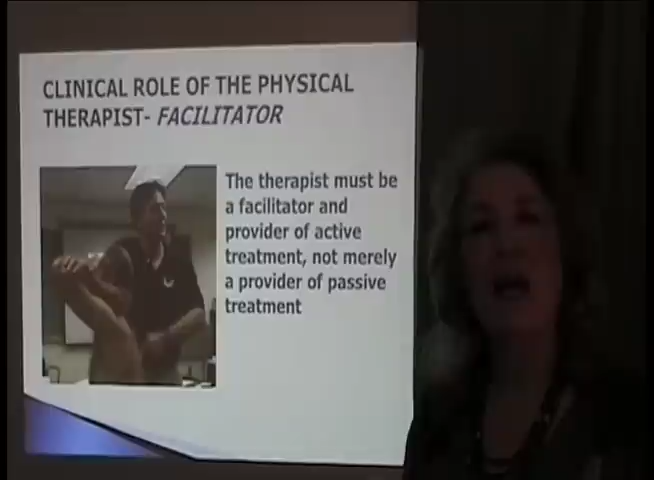 CLINICAL ROLE OF THE PHYSICAL
THERAPIST- FACILITATOR
The therapist must be
a facilitator and
provider of active
treatment, not merely
a provider of passive
treatment